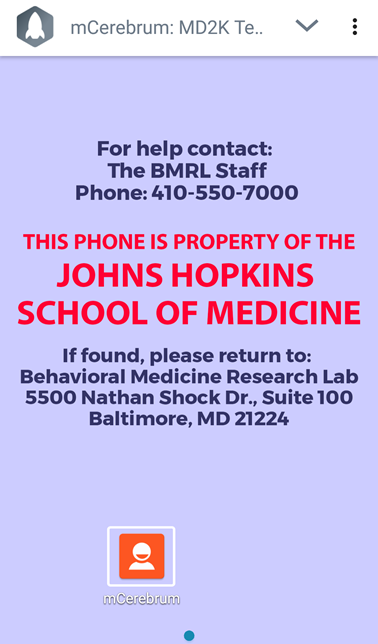 mCerebrum: MD2K Te..
For help contact:
The BMRL Staff
Phone: 410-550-7000
THIS PHONE IS PROPERTY OF THE
JOHNS HOPKINS
SCHOOL OF MEDICINE
If found, please return to:
Behavioral Medicine Research Lab
5500 Nathan Shock Dr., Suite 100
Baltimore, MD 21224
mCerebrum